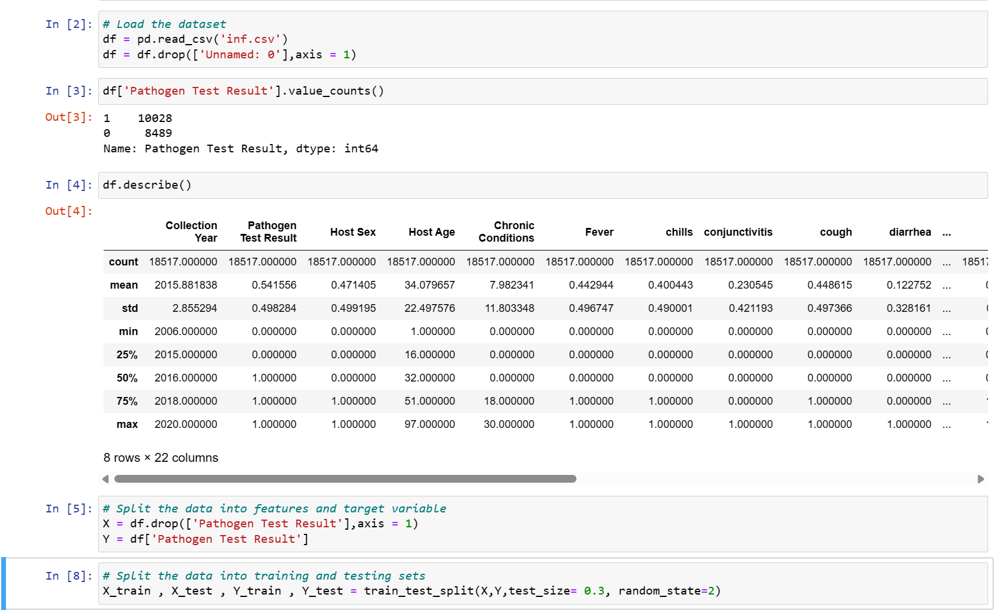 In [2]: # Load the dataset
df = pd.read_csv('inf.csv')
df = df.drop(['Unnamed: 0'],axis = 1)
In [3]: df['Pathogen Test Result'].value_counts()
Out[3]: 1    10028
0     8489
Name: Pathogen Test Result, dtype: int64
In [4]: df.describe()
Out[4]:
Collection Year Pathogen Test Result Host Sex Host Age Chronic Conditions Fever chills conjunctivitis cough diarrhea ...
count 18517.000000 18517.000000 18517.000000 18517.000000 18517.000000 18517.000000 18517.000000 18517.000000 18517.000000 18517.000000 ...
mean 2015.881838 0.541556 0.471405 34.079657 7.982341 0.442944 0.400443 0.230545 0.448615 0.122752 ...
std 2.855294 0.498284 0.499195 22.497576 11.803348 0.496747 0.490001 0.421193 0.497366 0.328161 ...
min 2006.000000 0.000000 0.000000 1.000000 0.000000 0.000000 0.000000 0.000000 0.000000 0.000000 ...
25% 2015.000000 0.000000 0.000000 16.000000 0.000000 0.000000 0.000000 0.000000 0.000000 0.000000 ...
50% 2016.000000 1.000000 0.000000 32.000000 0.000000 0.000000 0.000000 0.000000 0.000000 0.000000 ...
75% 2018.000000 1.000000 1.000000 51.000000 18.000000 1.000000 1.000000 0.000000 1.000000 0.000000 ...
max 2020.000000 1.000000 1.000000 97.000000 30.000000 1.000000 1.000000 1.000000 1.000000 1.000000 ...
8 rows × 22 columns
In [5]: # Split the data into features and target variable
X = df.drop(['Pathogen Test Result'],axis = 1)
Y = df['Pathogen Test Result']
In [8]: # Split the data into training and testing sets
X_train , X_test , Y_train , Y_test = train_test_split(X,Y,test_size= 0.3, random_state=2)